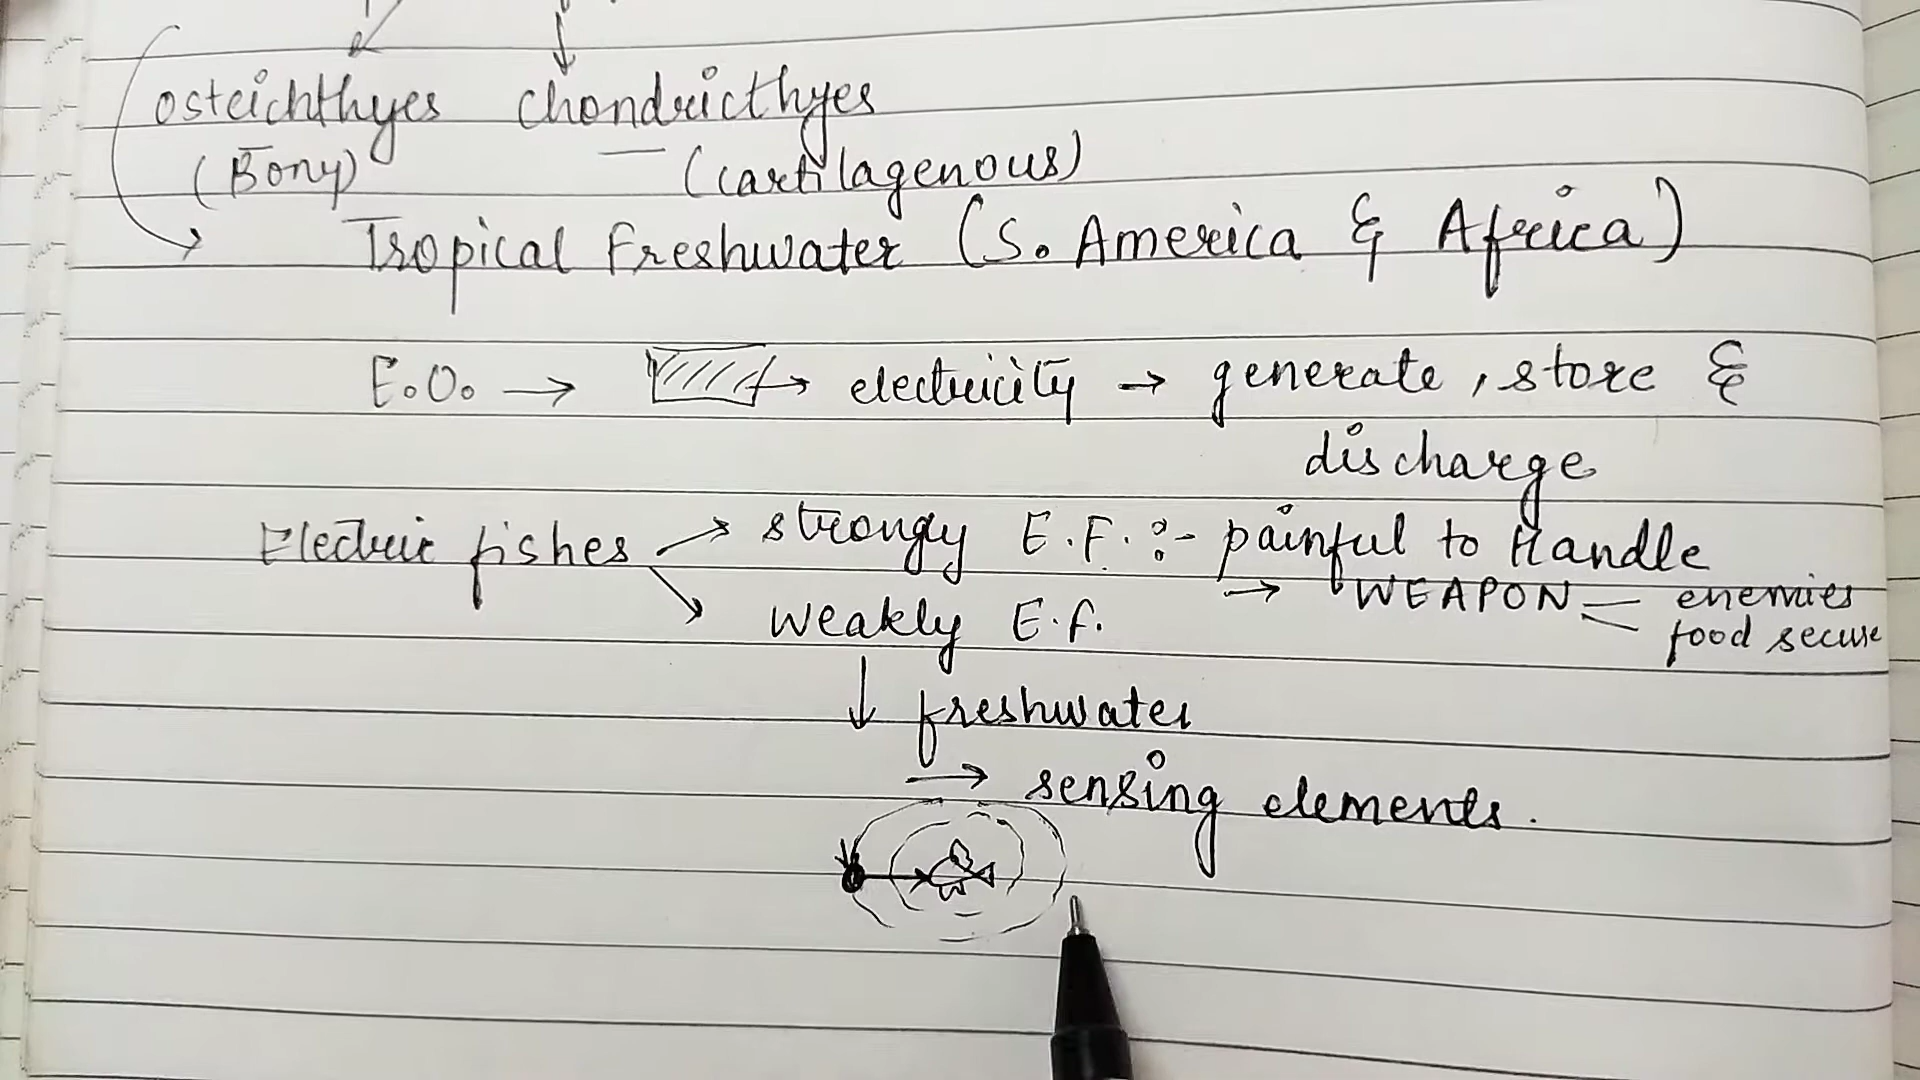 osteichthyes chondricthyes
(Bony) (cartilagenous)
Tropical Freshwater (S. America & Africa)
E.O. → → electricity → generate, store &
discharge
Electric fishes → strongy E.F. :- painful to Handle
→ WEAPON enemies
food secure
weakly E.f.
↓ freshwater
→ sensing elements.